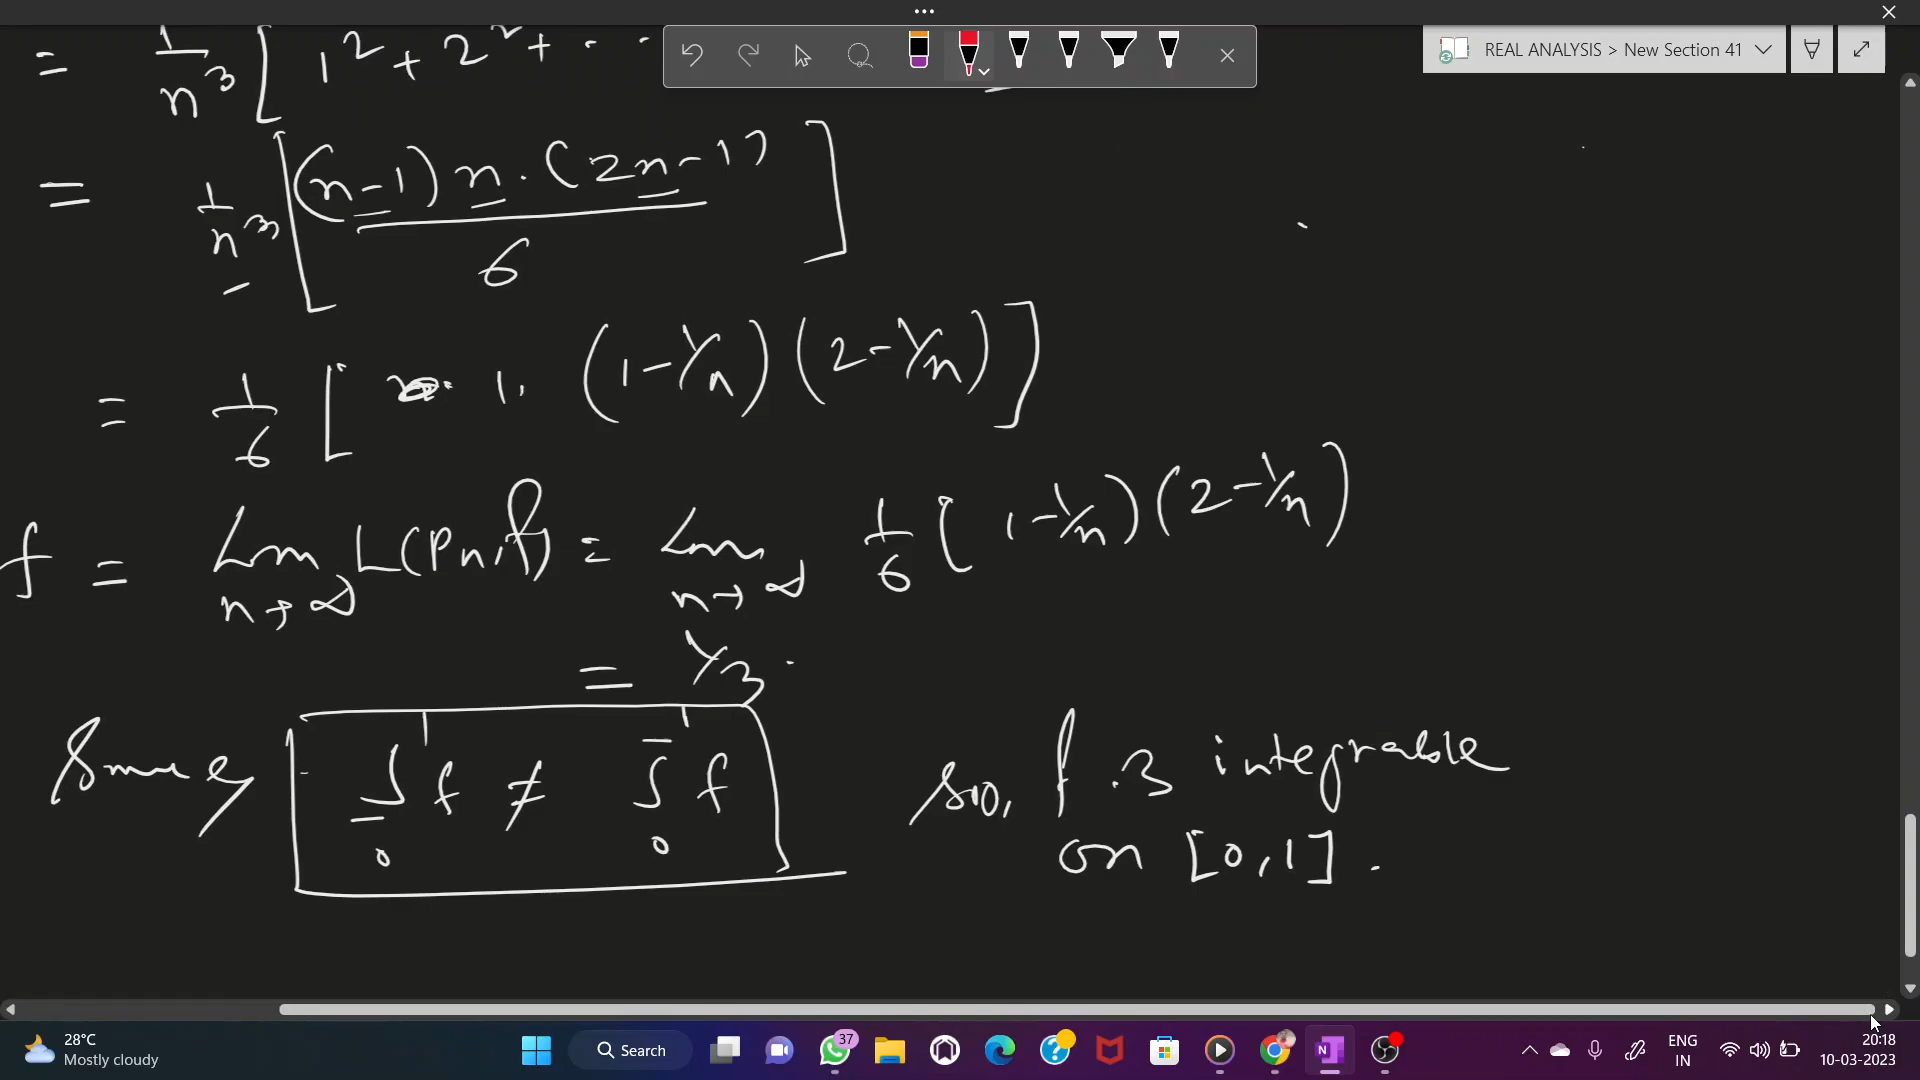 REAL ANALYSIS > New Section 41
= 1/n³ [ 1² + 2² + . .
= 1/n³ [ (n-1) n . (2n-1) / 6 ]
= 1/6 [ 1. (1-1/n) (2-1/n) ]
f = Lim n→∞ L(Pn, f) = Lim n→∞ 1/6 [ 1-1/n) (2-1/n)
= 1/3 .
∫̲₀¹ f ≠ ∫̄₀¹ f so, f is integrable
on [0,1] .
28°C
Mostly cloudy
Search
37
ENG
IN
20:18
10-03-2023